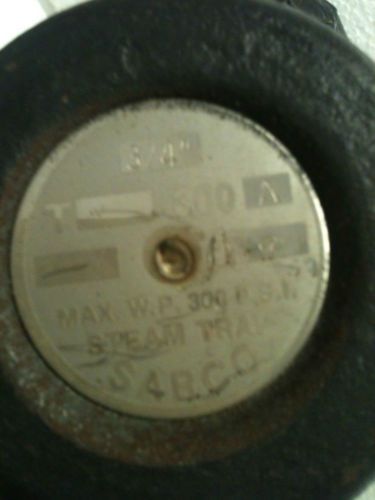 3/4"
T 300 A
MAX. W.P. 300 P.S.I.
STEAM TRAP
SARCO